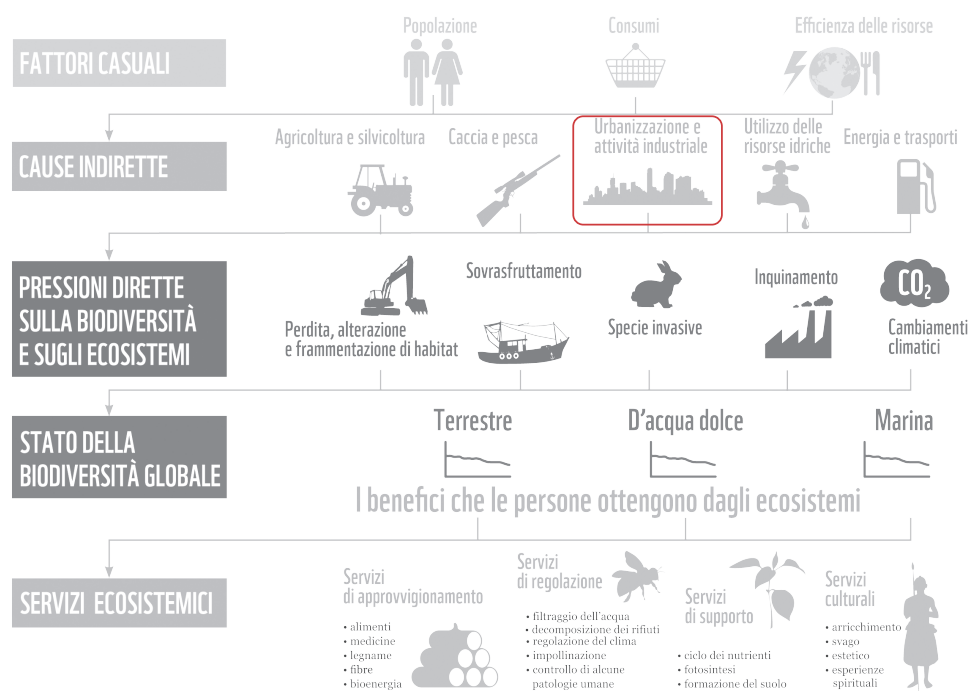 FATTORI CASUALI
Popolazione
Consumi
Efficienza delle risorse
CAUSE INDIRETTE
Agricoltura e silvicoltura
Caccia e pesca
Urbanizzazione e
attività industriale
Utilizzo delle
risorse idriche
Energia e trasporti
PRESSIONI DIRETTE
SULLA BIODIVERSITÀ
E SUGLI ECOSISTEMI
Perdita, alterazione
e frammentazione di habitat
Sovrasfruttamento
Specie invasive
Inquinamento
CO2
Cambiamenti
climatici
STATO DELLA
BIODIVERSITÀ GLOBALE
Terrestre
D'acqua dolce
Marina
I benefici che le persone ottengono dagli ecosistemi
SERVIZI ECOSISTEMICI
Servizi
di approvvigionamento
• alimenti
• medicine
• legname
• fibre
• bioenergia
Servizi
di regolazione
• filtraggio dell'acqua
• decomposizione dei rifiuti
• regolazione del clima
• impollinazione
• controllo di alcune
patologie umane
Servizi
di supporto
• ciclo dei nutrienti
• fotosintesi
• formazione del suolo
Servizi
culturali
• arricchimento
• svago
• estetico
• esperienze
spirituali